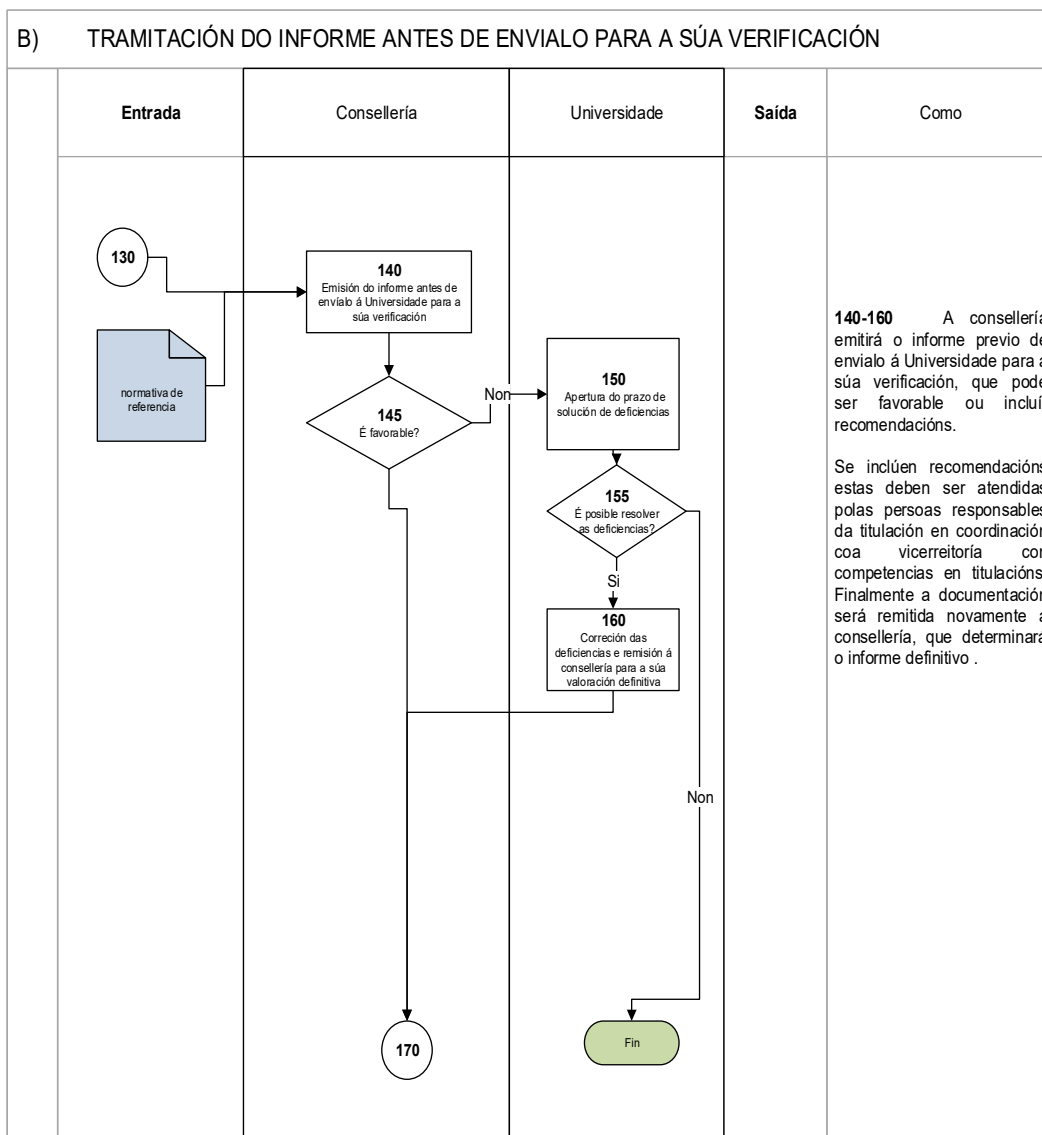 B) TRAMITACIÓN DO INFORME ANTES DE ENVIALO PARA A SÚA VERIFICACIÓN
Entrada
Consellería
Universidade
Saída
Como
130
normativa de
referencia
140
Emisión do informe antes de
envíalo á Universidade para a
súa verificación
145
É favorable?
Non
150
Apertura do prazo de
solución de deficiencias
155
É posible resolver
as deficiencias?
Si
160
Correción das
deficiencias e remisión á
consellería para a súa
valoración definitiva
Non
170
Fin
140-160 A consellería
emitirá o informe previo de
envialo á Universidade para a
súa verificación, que pode
ser favorable ou incluí
recomendacións.
Se inclúen recomendacións
estas deben ser atendidas
polas persoas responsables
da titulación en coordinación
coa vicerreitoría con
competencias en titulacións
Finalmente a documentación
será remitida novamente a
consellería, que determinará
o informe definitivo .